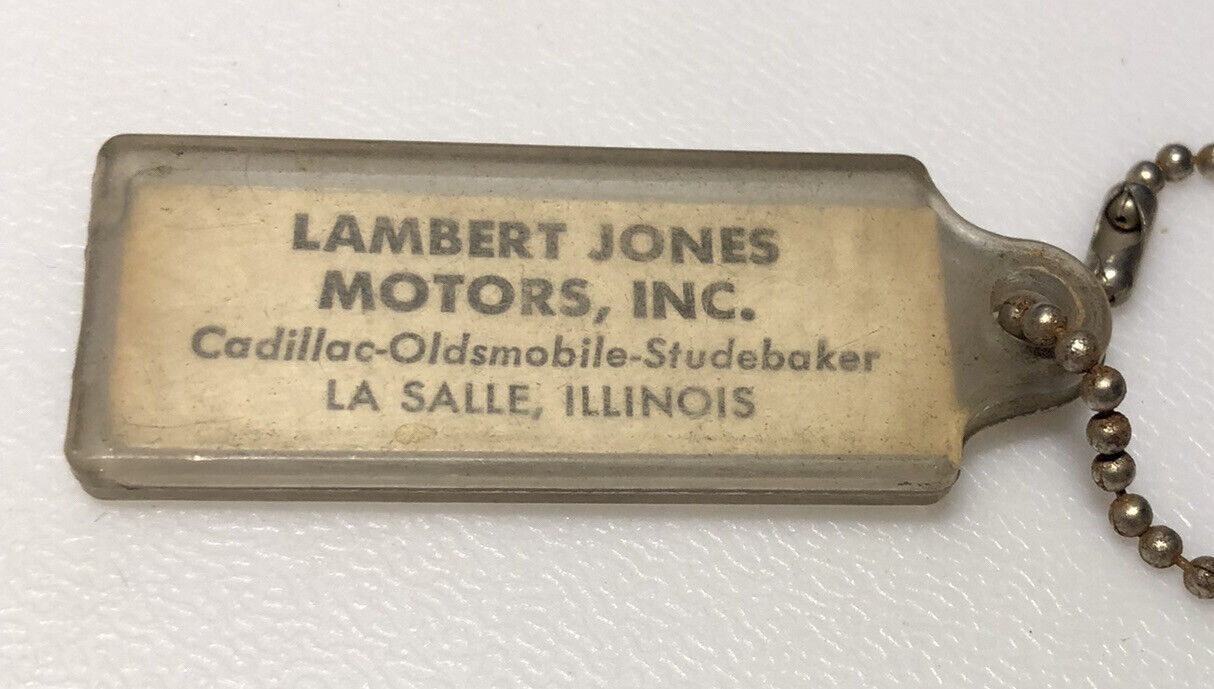 LAMBERT JONES
MOTORS, INC.
Cadillac-Oldsmobile-Studebaker
LA SALLE, ILLINOIS